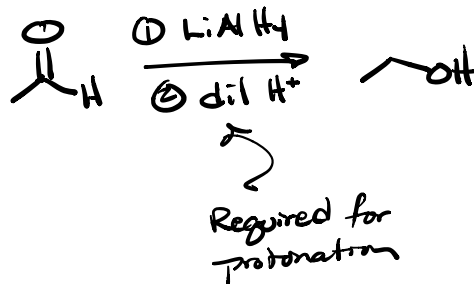 ① LiAlH4
O
H
② dil H+
OH
Required for
protonation